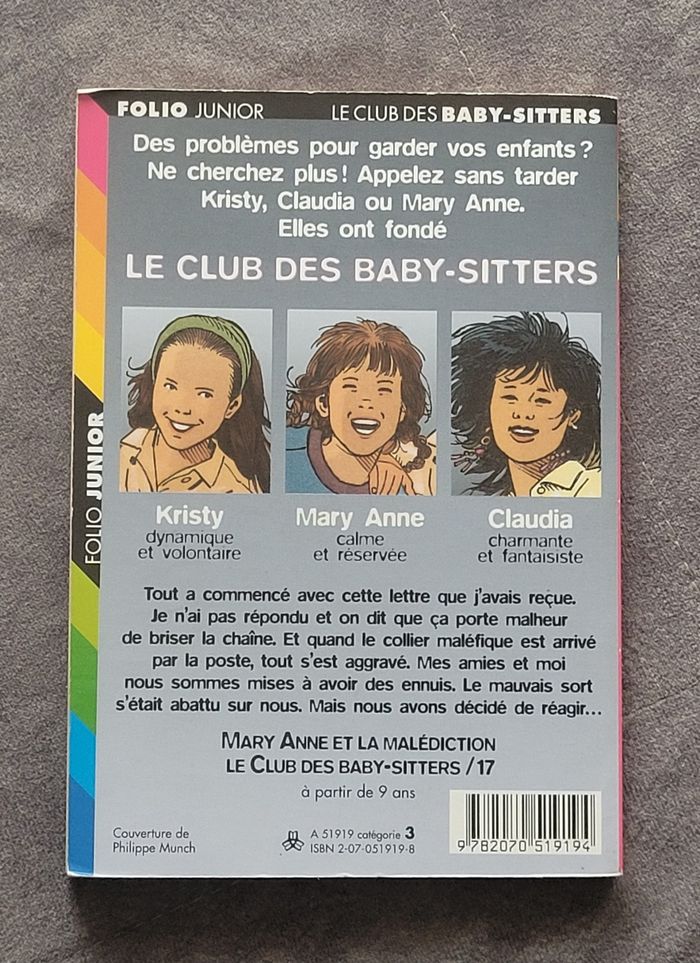 FOLIO JUNIOR LE CLUB DES BABY-SITTERS
Des problèmes pour garder vos enfants ?
Ne cherchez plus ! Appelez sans tarder
Kristy, Claudia ou Mary Anne.
Elles ont fondé
LE CLUB DES BABY-SITTERS
FOLIO JUNIOR
Kristy
dynamique
et volontaire
Mary Anne
calme
et réservée
Claudia
charmante
et fantaisiste
Tout a commencé avec cette lettre que j'avais reçue.
Je n'ai pas répondu et on dit que ça porte malheur
de briser la chaîne. Et quand le collier maléfique est arrivé
par la poste, tout s'est aggravé. Mes amies et moi
nous sommes mises à avoir des ennuis. Le mauvais sort
s'était abattu sur nous. Mais nous avons décidé de réagir...
MARY ANNE ET LA MALÉDICTION
LE CLUB DES BABY-SITTERS / 17
à partir de 9 ans
Couverture de
Philippe Munch
A 51919 catégorie 3
ISBN 2-07-051919-8
9 782070 519194